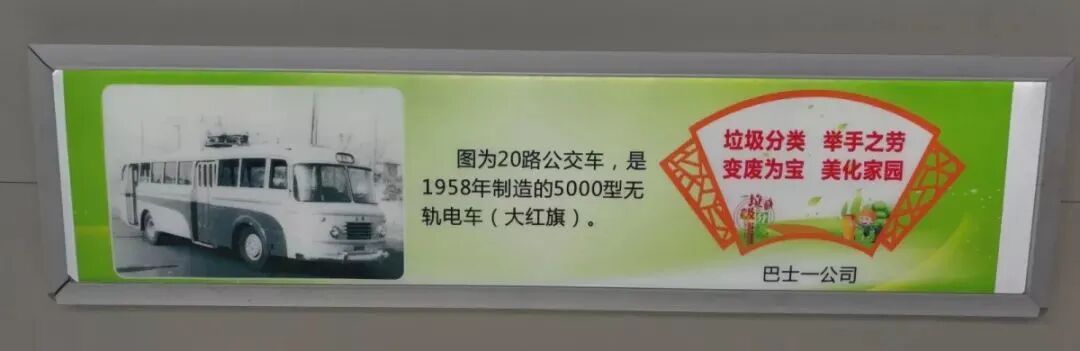 图为20路公交车，是
1958年制造的5000型无
轨电车（大红旗）。
垃圾分类 举手之劳
变废为宝 美化家园
巴士一公司